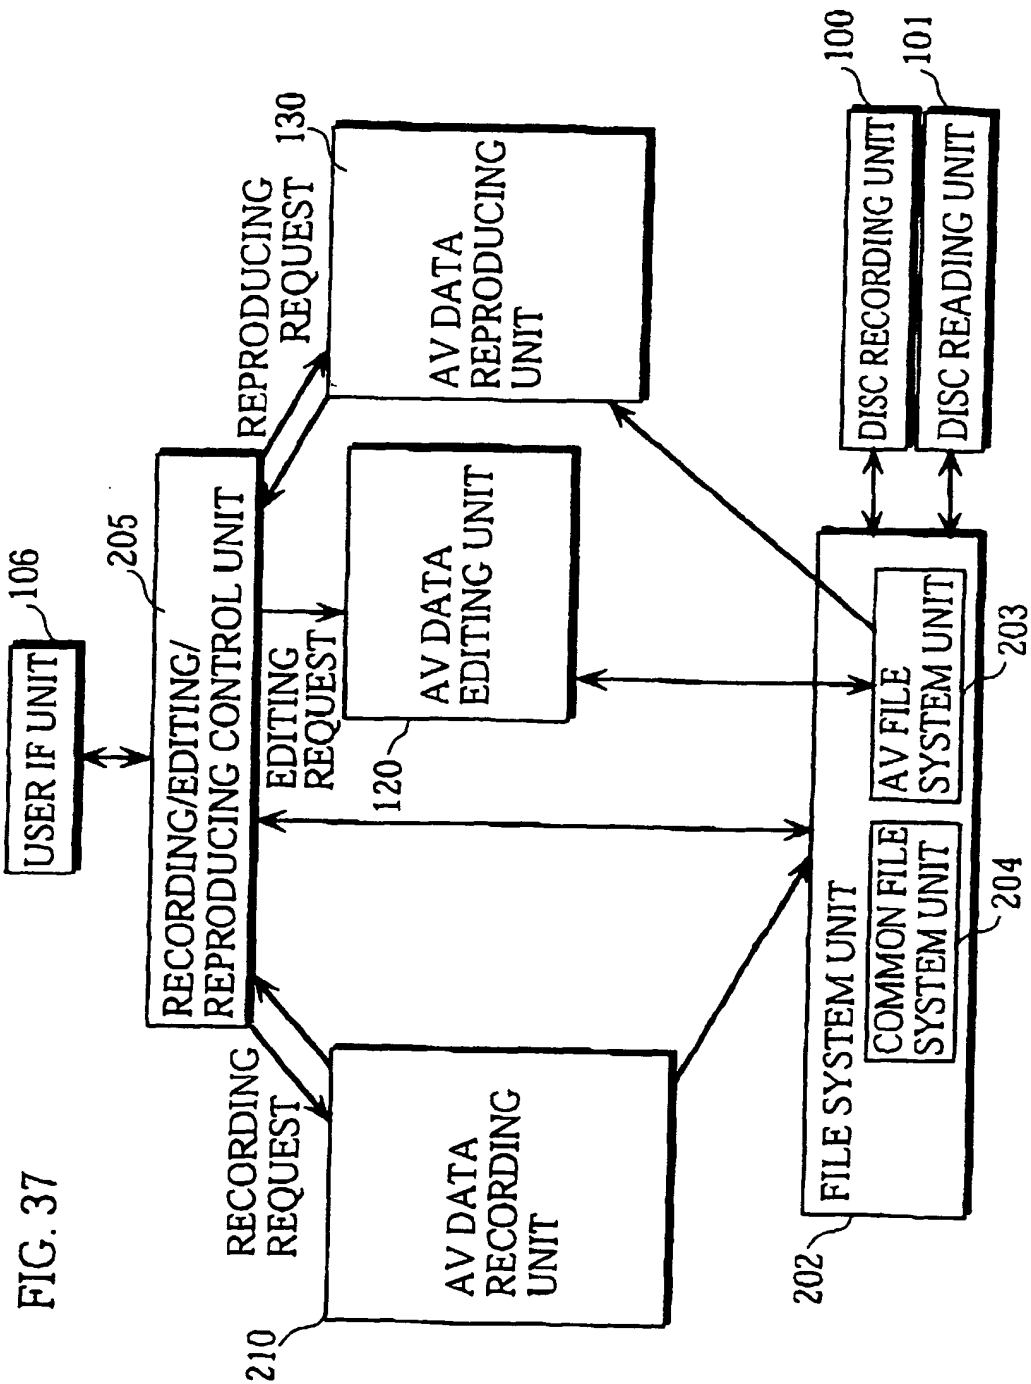 FIG. 37
USER IF UNIT
106
RECORDING/EDITING/
REPRODUCING CONTROL UNIT
205
RECORDING
REQUEST
EDITING
REQUEST
REPRODUCING
REQUEST
210
AV DATA
RECORDING
UNIT
120
AV DATA
EDITING UNIT
130
AV DATA
REPRODUCING
UNIT
202
FILE SYSTEM UNIT
COMMON FILE
SYSTEM UNIT
204
AV FILE
SYSTEM UNIT
203
DISC RECORDING UNIT
100
DISC READING UNIT
101